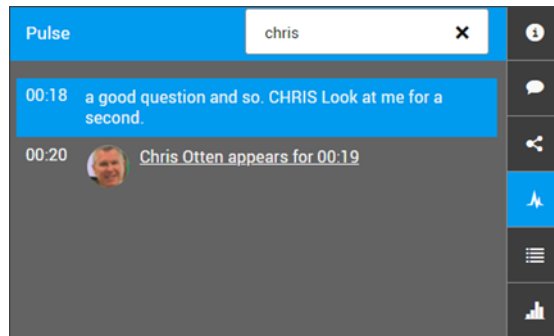 Pulse
chris
00:18 a good question and so. CHRIS Look at me for a
second.
00:20 Chris Otten appears for 00:19